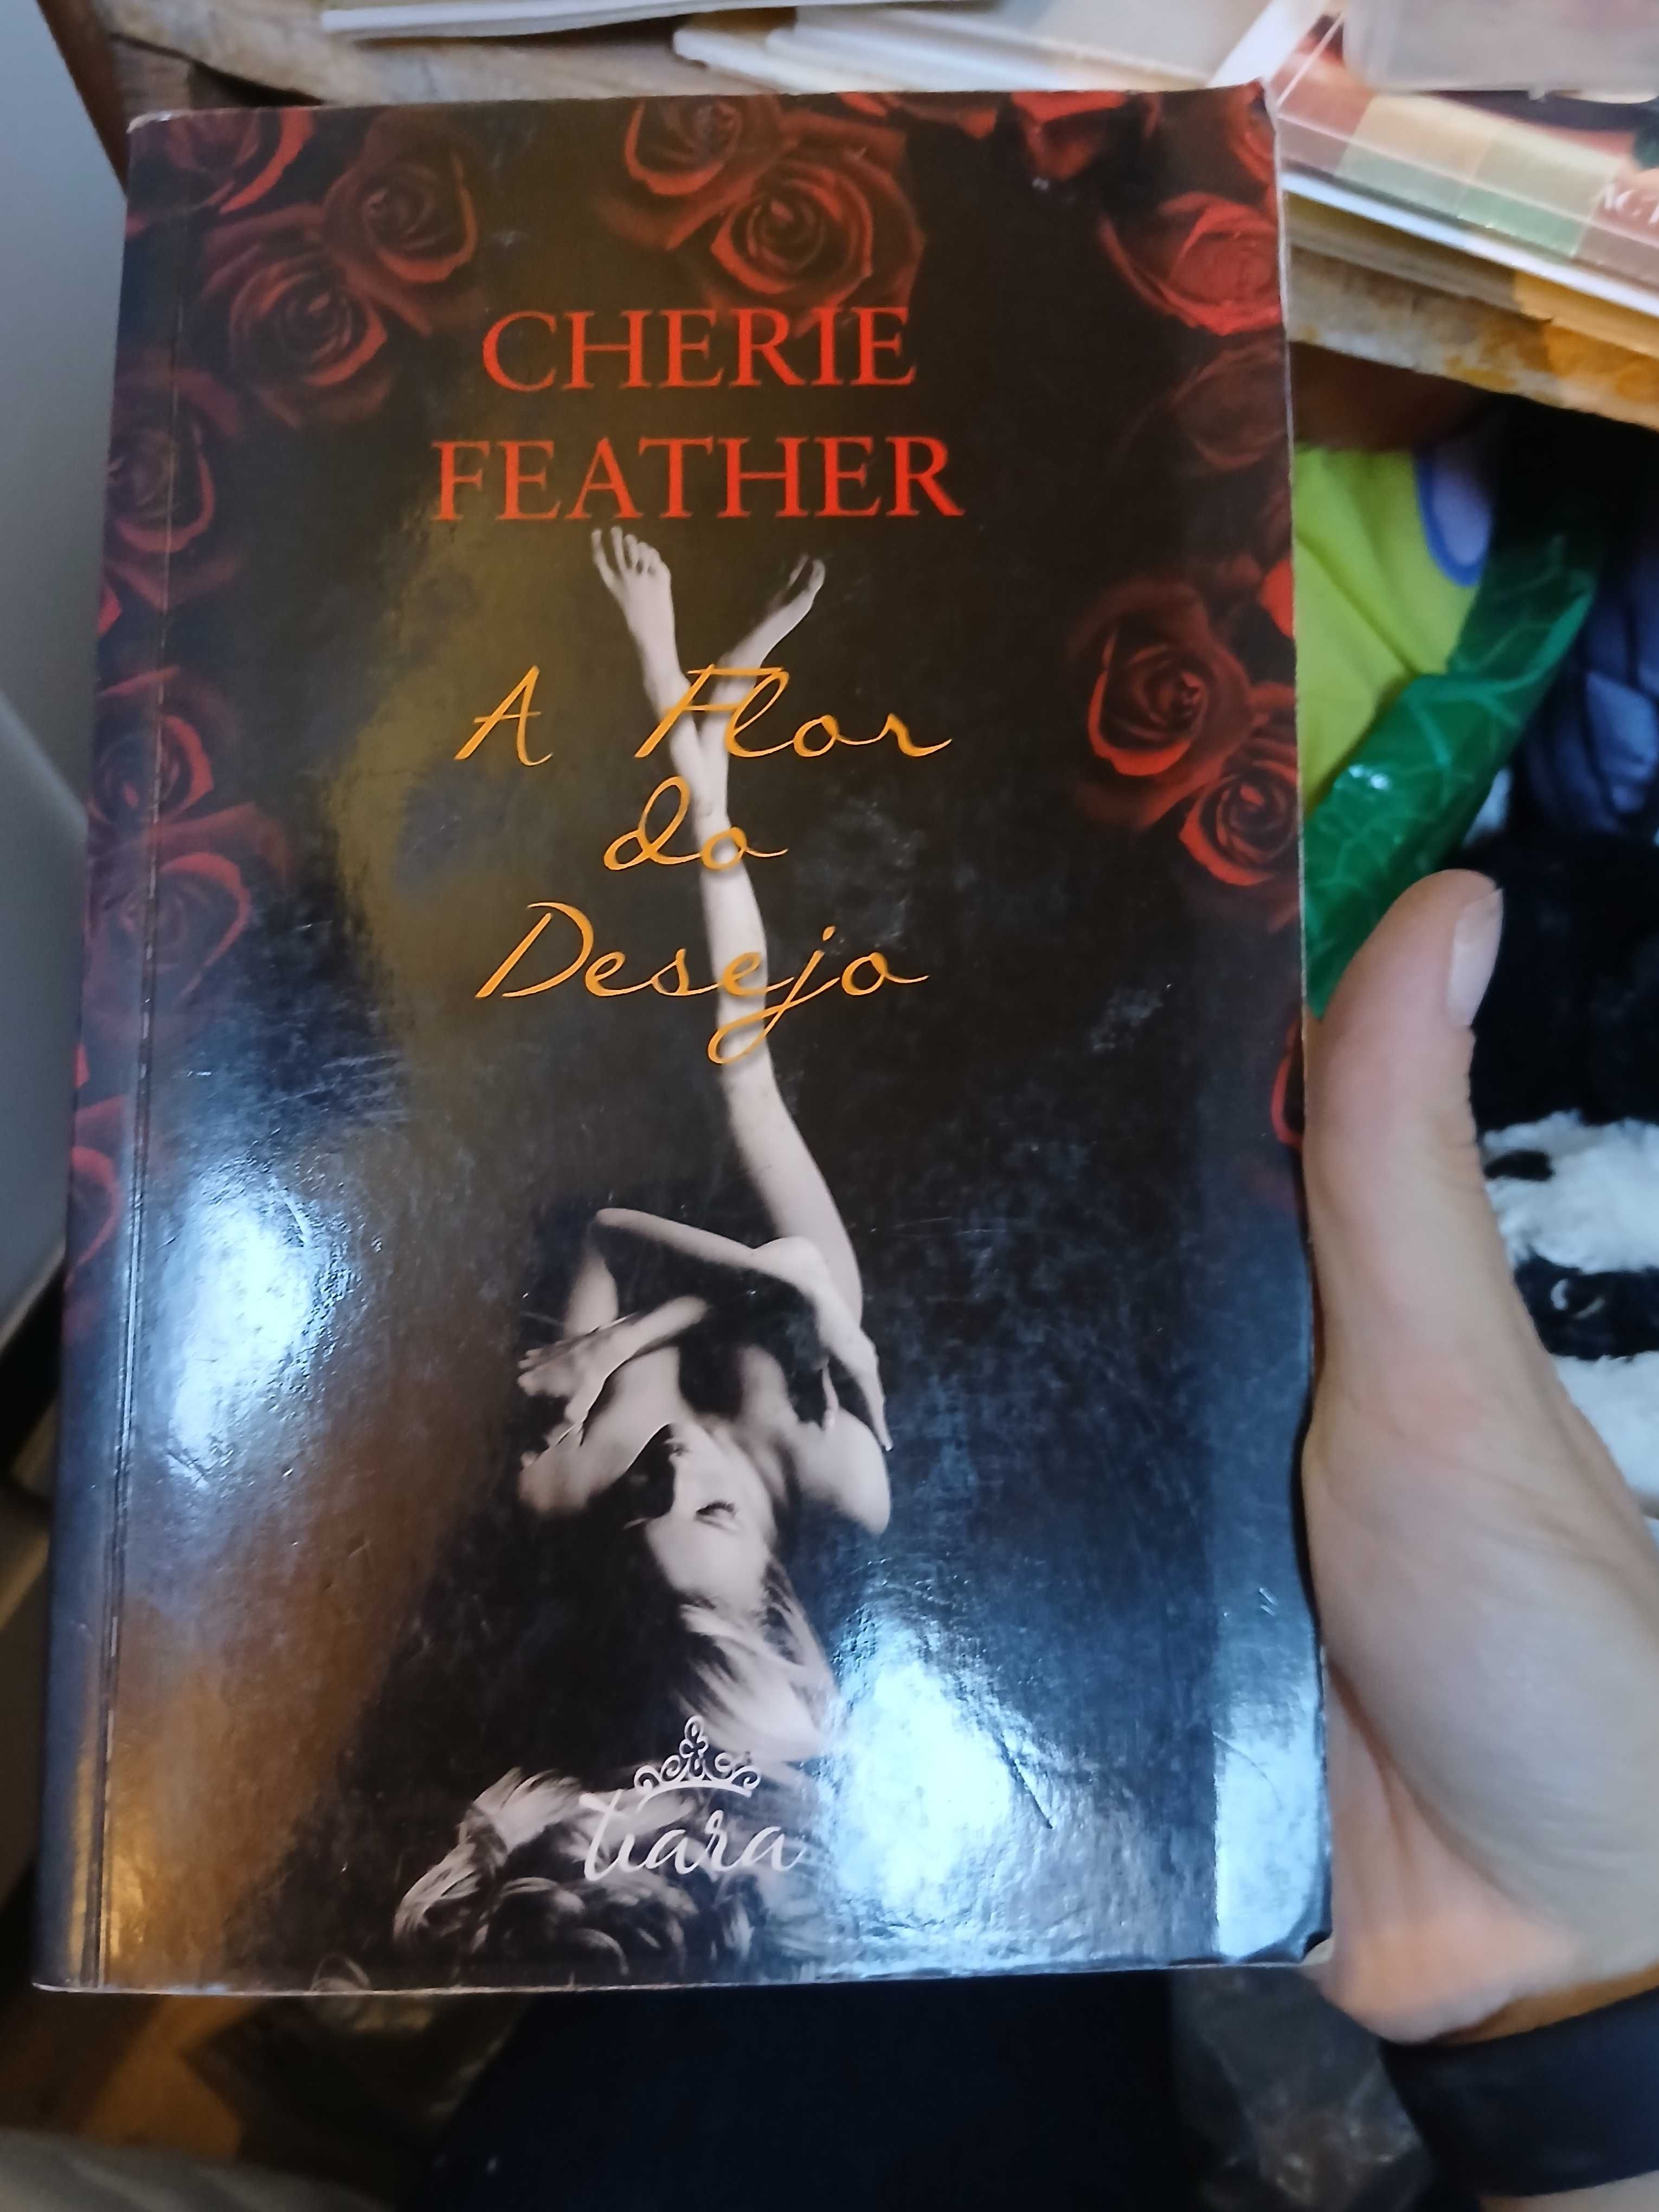 CHERIE
FEATHER
A Flor
do
Desejo
tiara